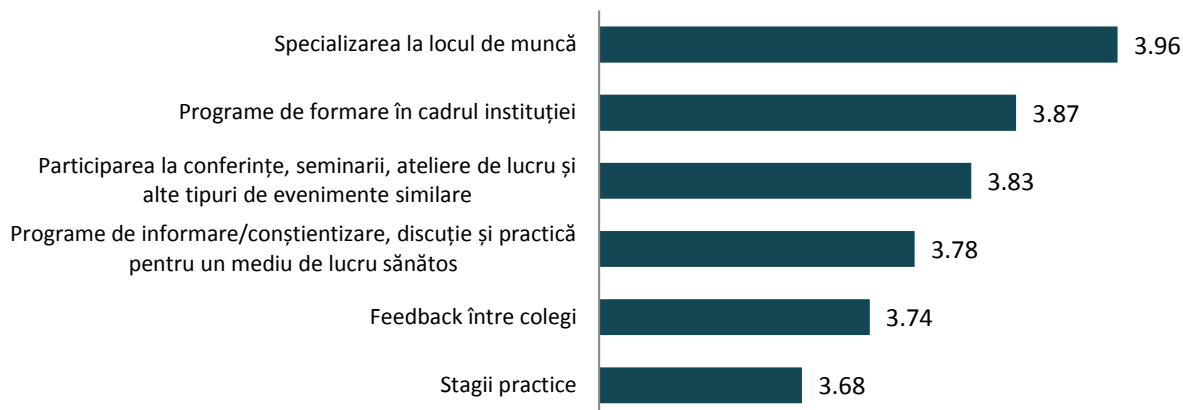 Specializarea la locul de muncă
3.96
Programe de formare în cadrul instituției
3.87
Participarea la conferințe, seminarii, ateliere de lucru și
alte tipuri de evenimente similare
3.83
Programe de informare/conștientizare, discuție și practică
pentru un mediu de lucru sănătos
3.78
Feedback între colegi
3.74
Stagii practice
3.68